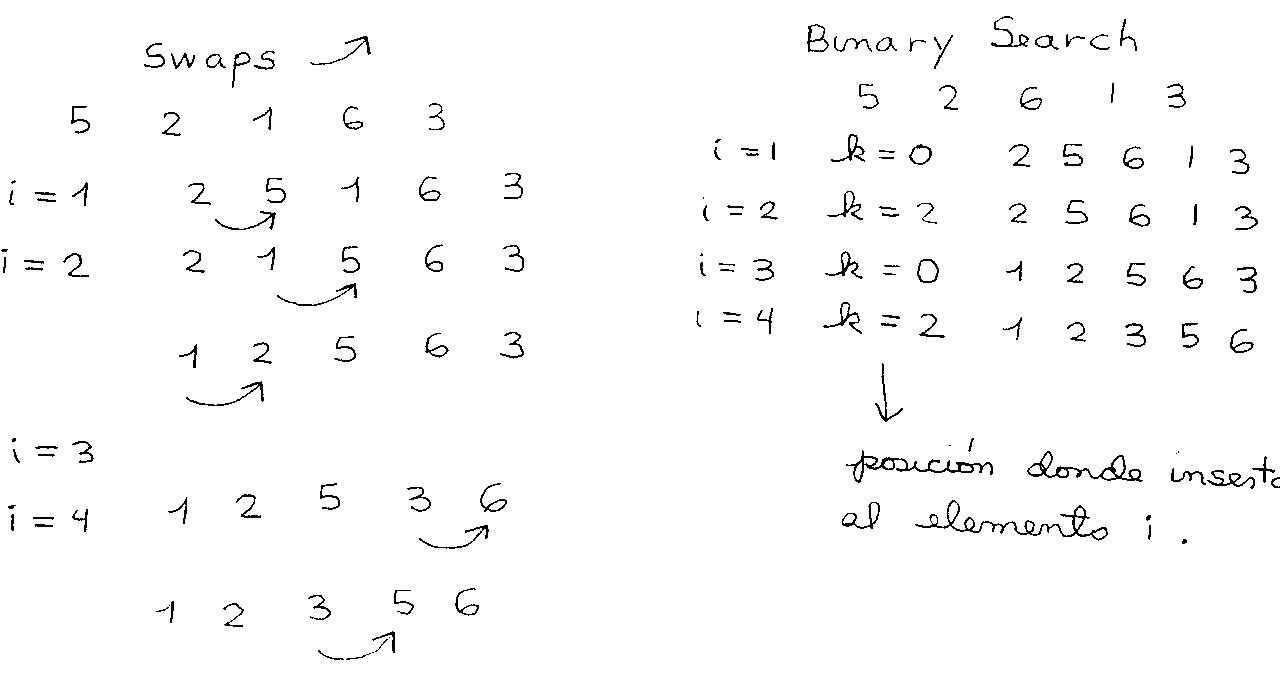 Swaps
5 2 1 6 3
i = 1 2 5 1 6 3
i = 2 2 1 5 6 3
1 2 5 6 3
i = 3
i = 4 1 2 5 3 6
1 2 3 5 6
Binary Search
5 2 6 1 3
i = 1 k = 0 2 5 6 1 3
i = 2 k = 2 2 5 6 1 3
i = 3 k = 0 1 2 5 6 3
i = 4 k = 2 1 2 3 5 6
posición donde inserto
al elemento i.